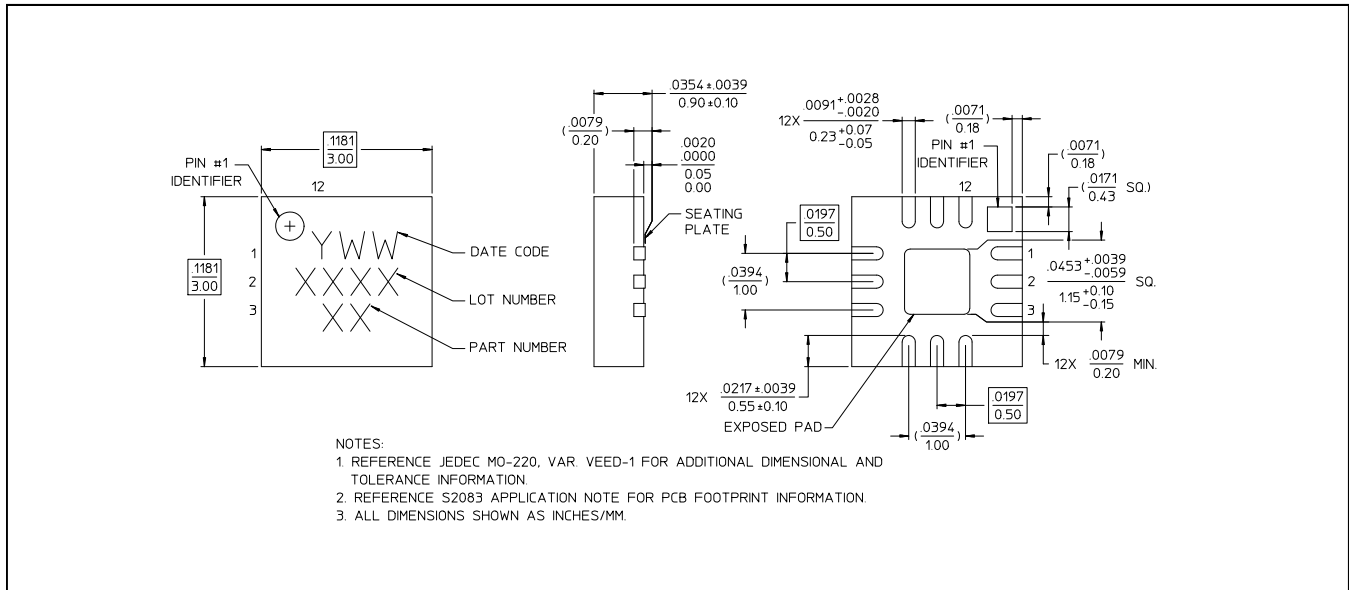 .1181
3.00
PIN #1
IDENTIFIER
12
.1181
3.00
1
2
3
YWW
XXXX
XX
DATE CODE
LOT NUMBER
PART NUMBER
.0354 ±.0039
0.90 ±0.10
(.0079
0.20)
.0020
.0000
0.05
0.00
SEATING
PLATE
12X .0091 +.0028 -.0020
0.23 +0.07 -0.05
(.0071
0.18)
PIN #1
IDENTIFIER
12
(.0071
0.18)
(.0171
0.43 SQ.)
.0197
0.50
(.0394
1.00)
1
2
3
.0453 +.0039 -.0059 SQ.
1.15 +0.10 -0.15
12X .0217 ±.0039
0.55 ±0.10
EXPOSED PAD
(.0394
1.00)
.0197
0.50
12X .0079 MIN.
0.20
NOTES:
1. REFERENCE JEDEC MO-220, VAR. VEED-1 FOR ADDITIONAL DIMENSIONAL AND
TOLERANCE INFORMATION.
2. REFERENCE S2083 APPLICATION NOTE FOR PCB FOOTPRINT INFORMATION.
3. ALL DIMENSIONS SHOWN AS INCHES/MM.